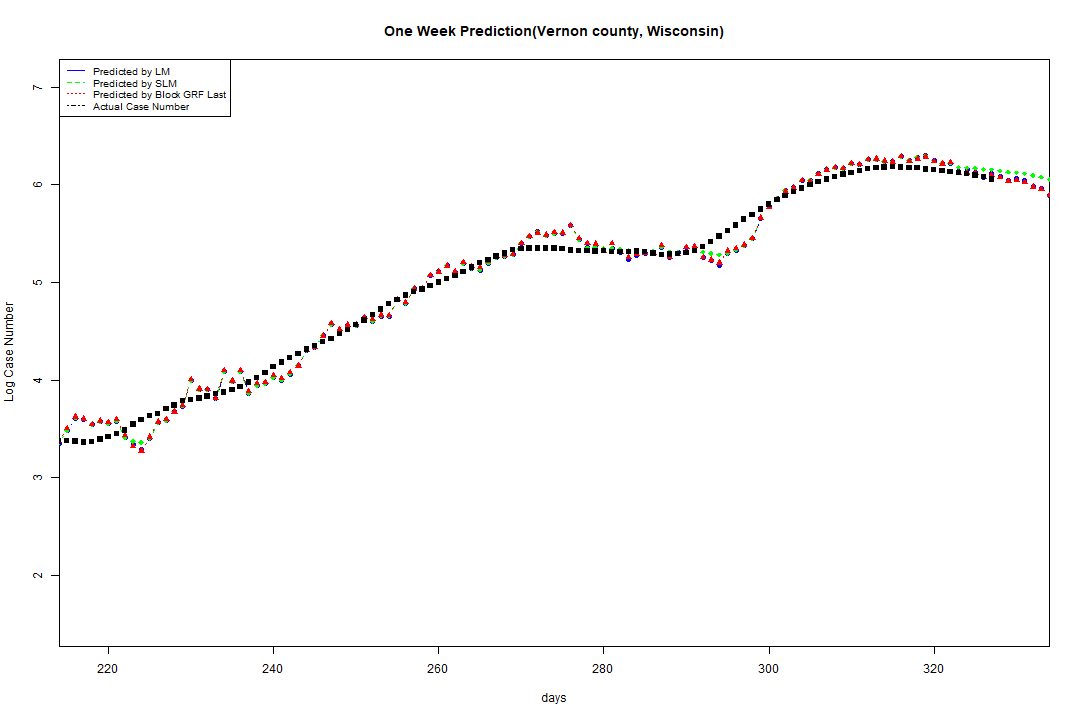 One Week Prediction(Vernon county, Wisconsin)
Predicted by LM
Predicted by SLM
Predicted by Block GRF Last
Actual Case Number
7
6
5
4
3
2
Log Case Number
220 240 260 280 300 320
days